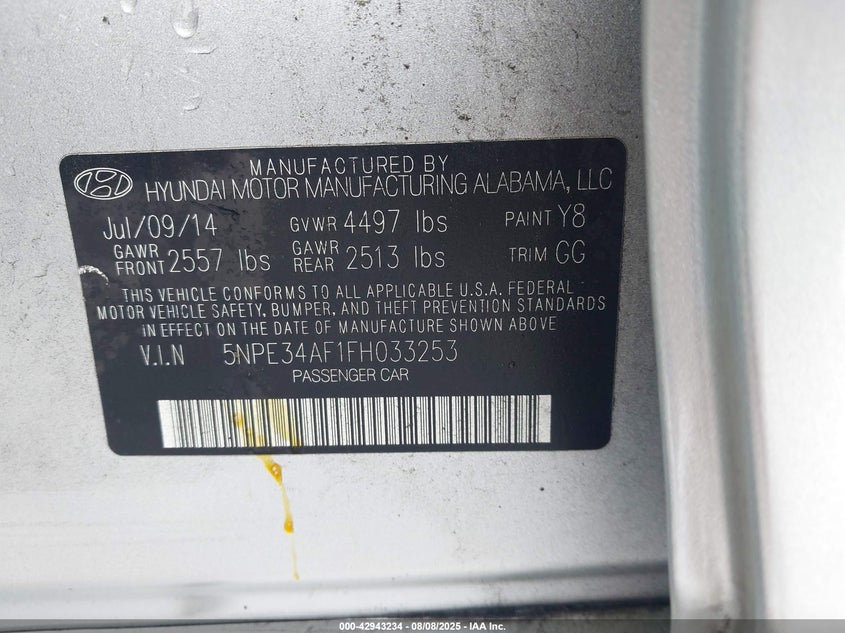 MANUFACTURED BY
HYUNDAI MOTOR MANUFACTURING ALABAMA, LLC
Jul/09/14 GVWR 4497 lbs PAINT Y8
GAWR FRONT 2557 lbs GAWR REAR 2513 lbs TRIM GG
THIS VEHICLE CONFORMS TO ALL APPLICABLE U.S.A. FEDERAL
MOTOR VEHICLE SAFETY, BUMPER, AND THEFT PREVENTION STANDARDS
IN EFFECT ON THE DATE OF MANUFACTURE SHOWN ABOVE
V.I.N 5NPE34AF1FH033253
PASSENGER CAR
000-42943234 - 08/08/2025 - IAA Inc.